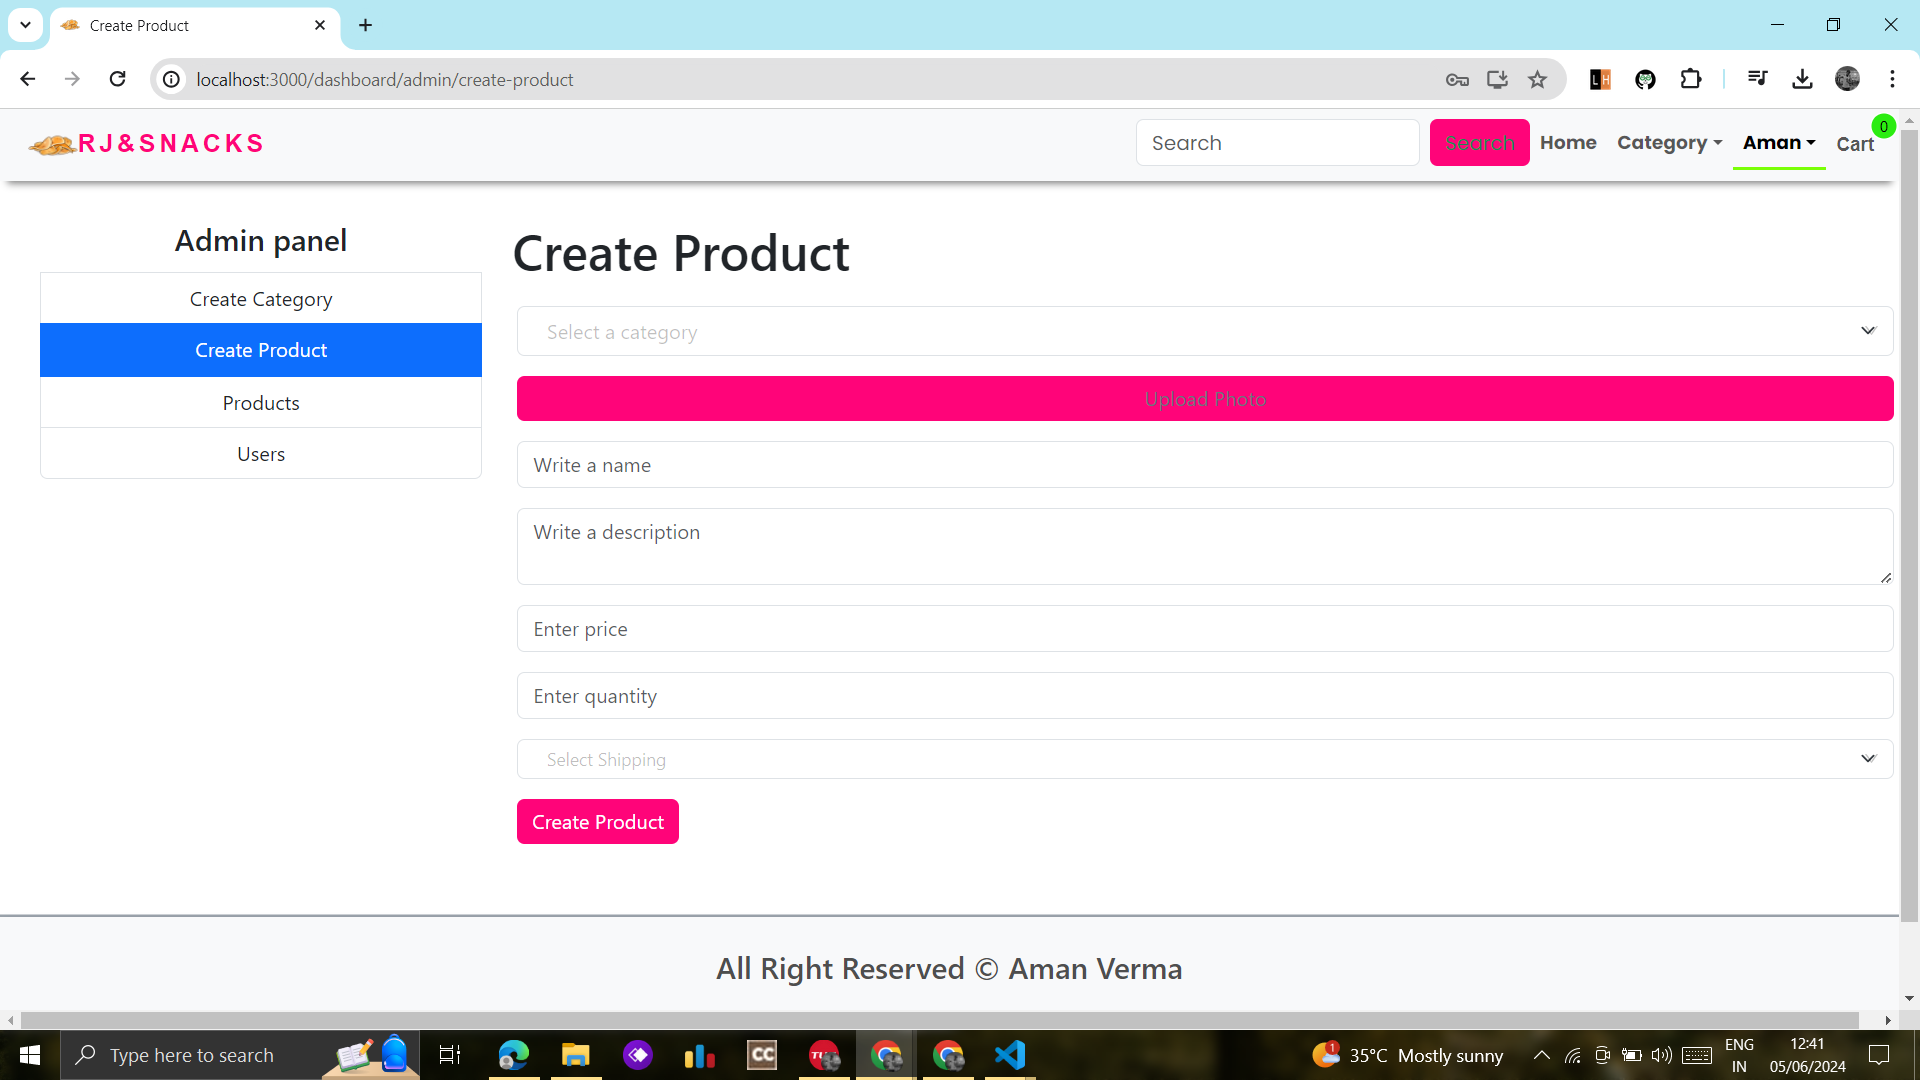 Create Product
localhost:3000/dashboard/admin/create-product
LH
RJ&SNACKS
Search
Search
Home
Category
Aman
Cart
0
Admin panel
Create Category
Create Product
Products
Users
Create Product
Select a category
Upload Photo
Write a name
Write a description
Enter price
Enter quantity
Select Shipping
Create Product
All Right Reserved © Aman Verma
Type here to search
CC
1
35°C Mostly sunny
ENG
IN
12:41
05/06/2024